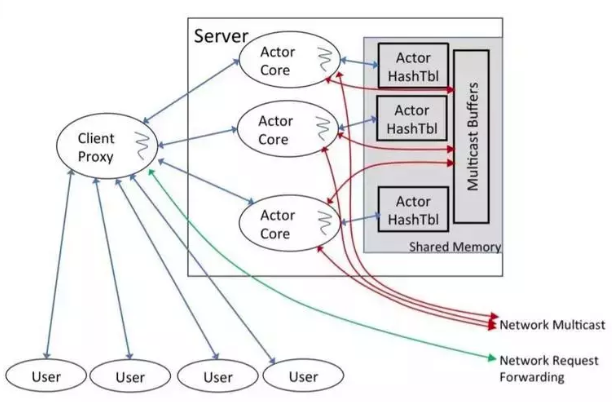 Server
Actor
Core
Actor
HashTbl
Actor
Core
Actor
HashTbl
Multicast Buffers
Client
Proxy
Actor
Core
Actor
HashTbl
Shared Memory
Network Multicast
Network Request
Forwarding
User
User
User
User